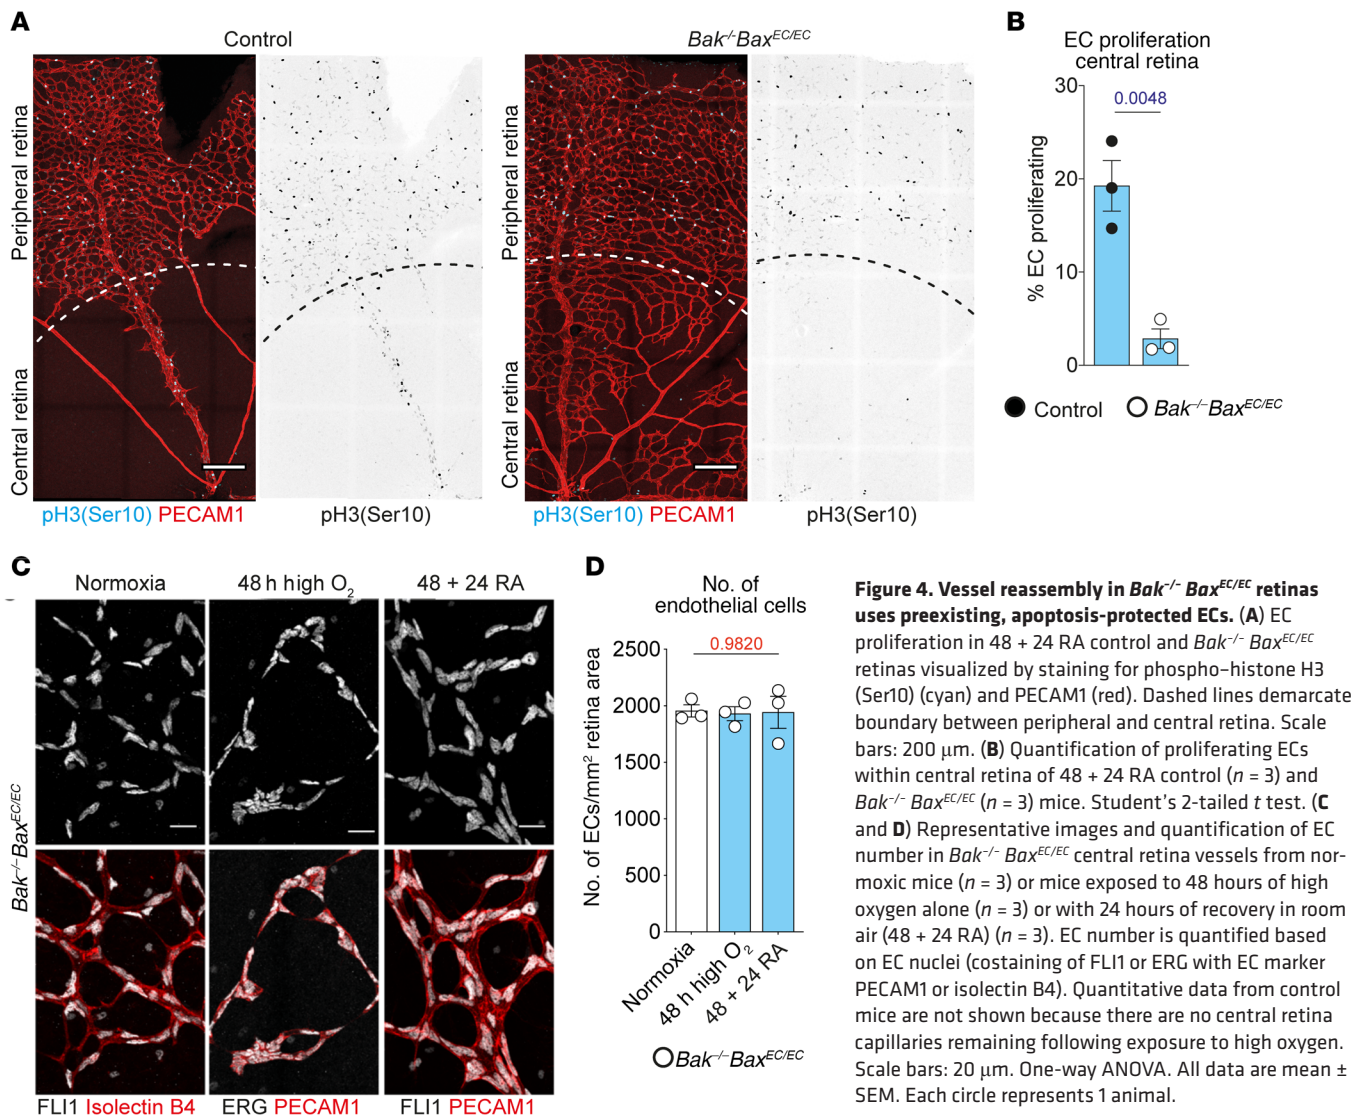 A
Control
Bak-/-BaxEC/EC
Peripheral retina
Central retina
Peripheral retina
Central retina
pH3(Ser10) PECAM1
pH3(Ser10)
pH3(Ser10) PECAM1
pH3(Ser10)
B
EC proliferation
central retina
30
20
10
0
0.0048
% EC proliferating
Control
Bak-/-BaxEC/EC
C
Normoxia
48 h high O2
48 + 24 RA
Bak-/-BaxEC/EC
FLI1 Isolectin B4
ERG PECAM1
FLI1 PECAM1
D
No. of
endothelial cells
0.9820
2500
2000
1500
1000
500
0
No. of ECs/mm2 retina area
Normoxia
48 h high O2
48 + 24 RA
Bak-/-BaxEC/EC
Figure 4. Vessel reassembly in Bak-/- BaxEC/EC retinas
uses preexisting, apoptosis-protected ECs. (A) EC
proliferation in 48 + 24 RA control and Bak-/- BaxEC/EC
retinas visualized by staining for phospho–histone H3
(Ser10) (cyan) and PECAM1 (red). Dashed lines demarcate
boundary between peripheral and central retina. Scale
bars: 200 μm. (B) Quantification of proliferating ECs
within central retina of 48 + 24 RA control (n = 3) and
Bak-/- BaxEC/EC (n = 3) mice. Student's 2-tailed t test. (C
and D) Representative images and quantification of EC
number in Bak-/- BaxEC/EC central retina vessels from nor-
moxic mice (n = 3) or mice exposed to 48 hours of high
oxygen alone (n = 3) or with 24 hours of recovery in room
air (48 + 24 RA) (n = 3). EC number is quantified based
on EC nuclei (costaining of FLI1 or ERG with EC marker
PECAM1 or isolectin B4). Quantitative data from control
mice are not shown because there are no central retina
capillaries remaining following exposure to high oxygen.
Scale bars: 20 μm. One-way ANOVA. All data are mean ±
SEM. Each circle represents 1 animal.